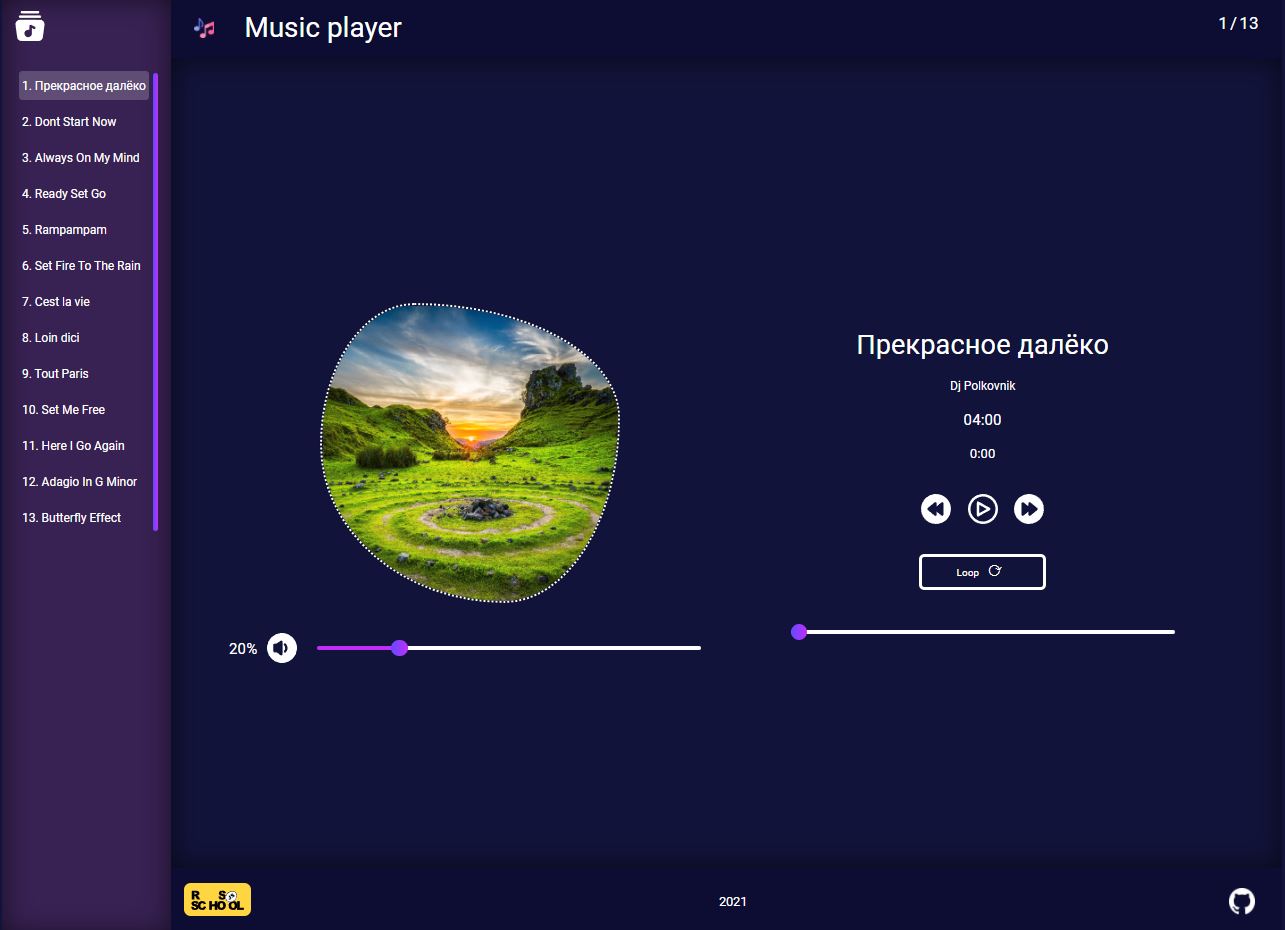 Music player
1 / 13
1. Прекрасное далёко
2. Dont Start Now
3. Always On My Mind
4. Ready Set Go
5. Rampampam
6. Set Fire To The Rain
7. Cest la vie
8. Loin dici
9. Tout Paris
10. Set Me Free
11. Here I Go Again
12. Adagio In G Minor
13. Butterfly Effect
Прекрасное далёко
Dj Polkovnik
04:00
0:00
Loop
20%
R S
SCHOOL
2021